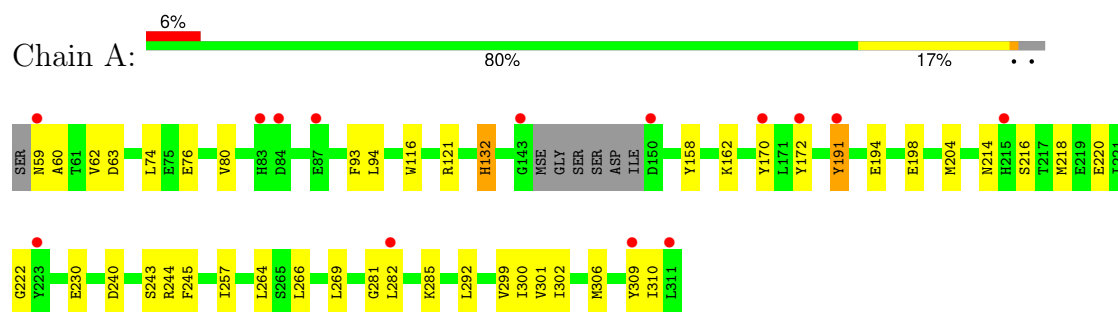 6%
Chain A:
80% 17% • •
SER N59 A60 T61 V62 D63 L74 E75 E76 V80 H83 D84 E87 F93 L94 W116 R121 H132 G143 MSE GLY SER SER ASP ILE D150 Y158 K162 Y170 L171 Y172 Y191 E194 E198 M204 N214 H215 S216 T217 M218 E219 E220 I221
G222 Y223 E230 D240 S243 R244 F245 I257 L264 S265 L266 L269 G281 L282 K285 L292 V299 I300 V301 I302 M306 Y309 I310 L311